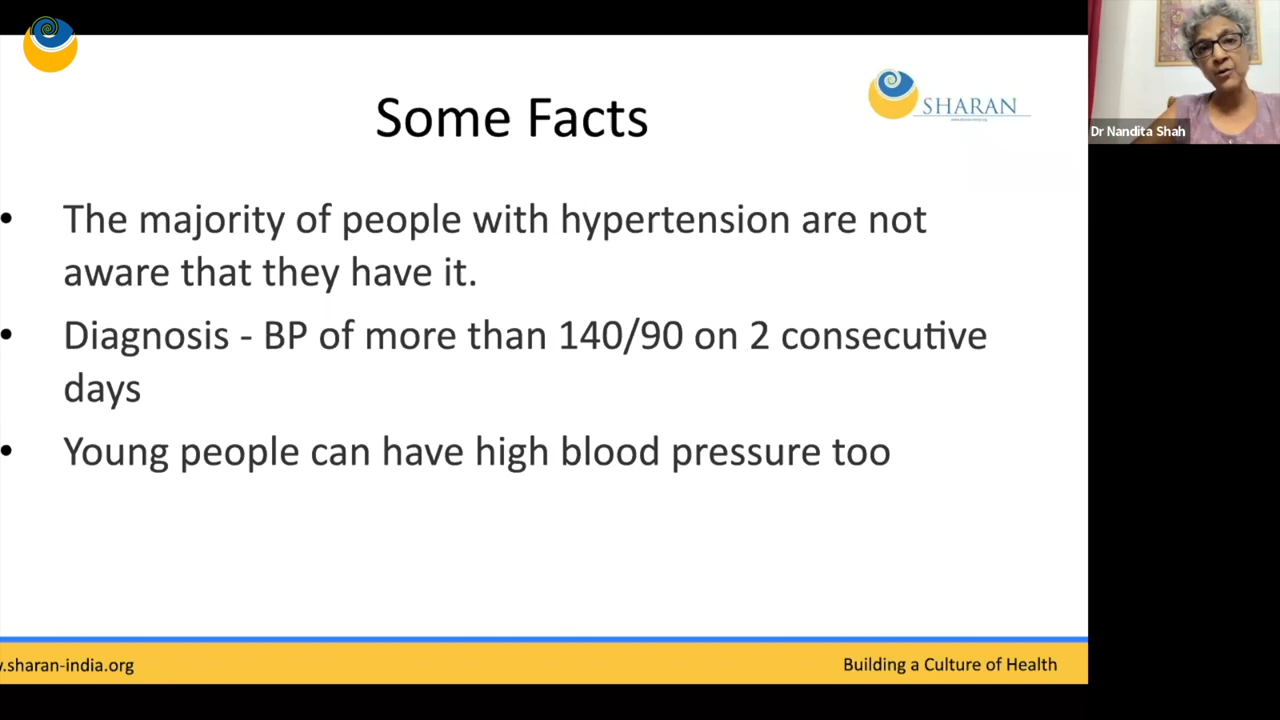 Some Facts
SHARAN
• The majority of people with hypertension are not
aware that they have it.
• Diagnosis - BP of more than 140/90 on 2 consecutive
days
• Young people can have high blood pressure too
.sharan-india.org
Building a Culture of Health
Dr Nandita Shah